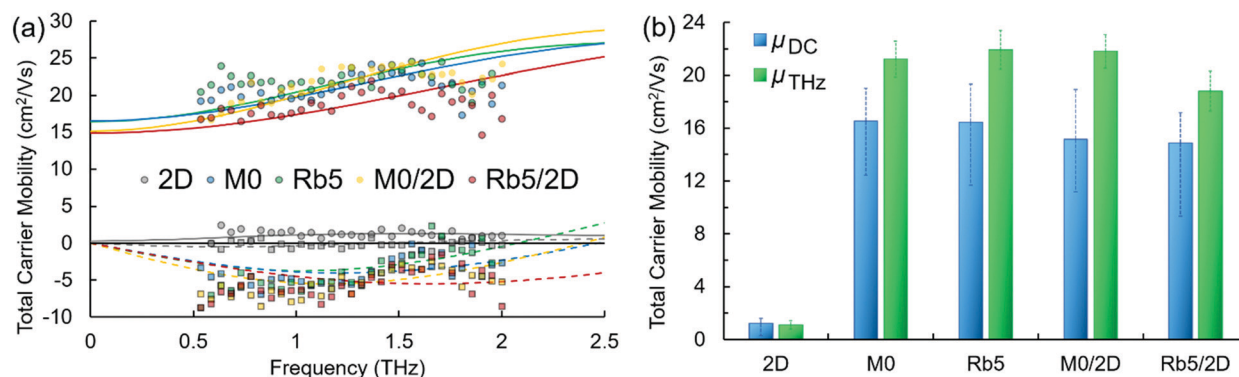 (a)
Total Carrier Mobility (cm²/Vs)
30
25
20
15
10
5
0
-5
-10
2D M0 Rb5 M0/2D Rb5/2D
0 0.5 1 1.5 2 2.5
Frequency (THz)
(b)
Total Carrier Mobility (cm²/Vs)
24
20
16
12
8
4
0
μDC
μTHz
2D M0 Rb5 M0/2D Rb5/2D